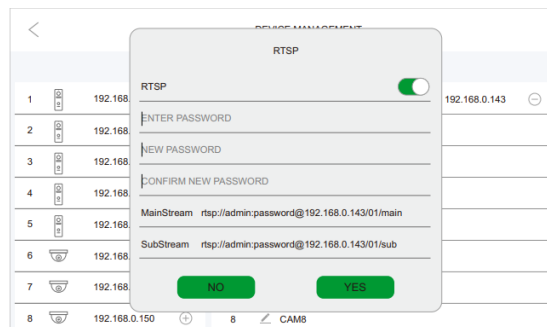 DEVICE MANAGEMENT
RTSP
RTSP
1 192.168. 192.168.0.143
ENTER PASSWORD
2 192.168.
NEW PASSWORD
3 192.168.
CONFIRM NEW PASSWORD
4 192.168.
MainStream rtsp://admin:password@192.168.0.143/01/main
5 192.168.
SubStream rtsp://admin:password@192.168.0.143/01/sub
6 192.168.
7 192.168.
NO YES
8 192.168.0.150 8 CAM8